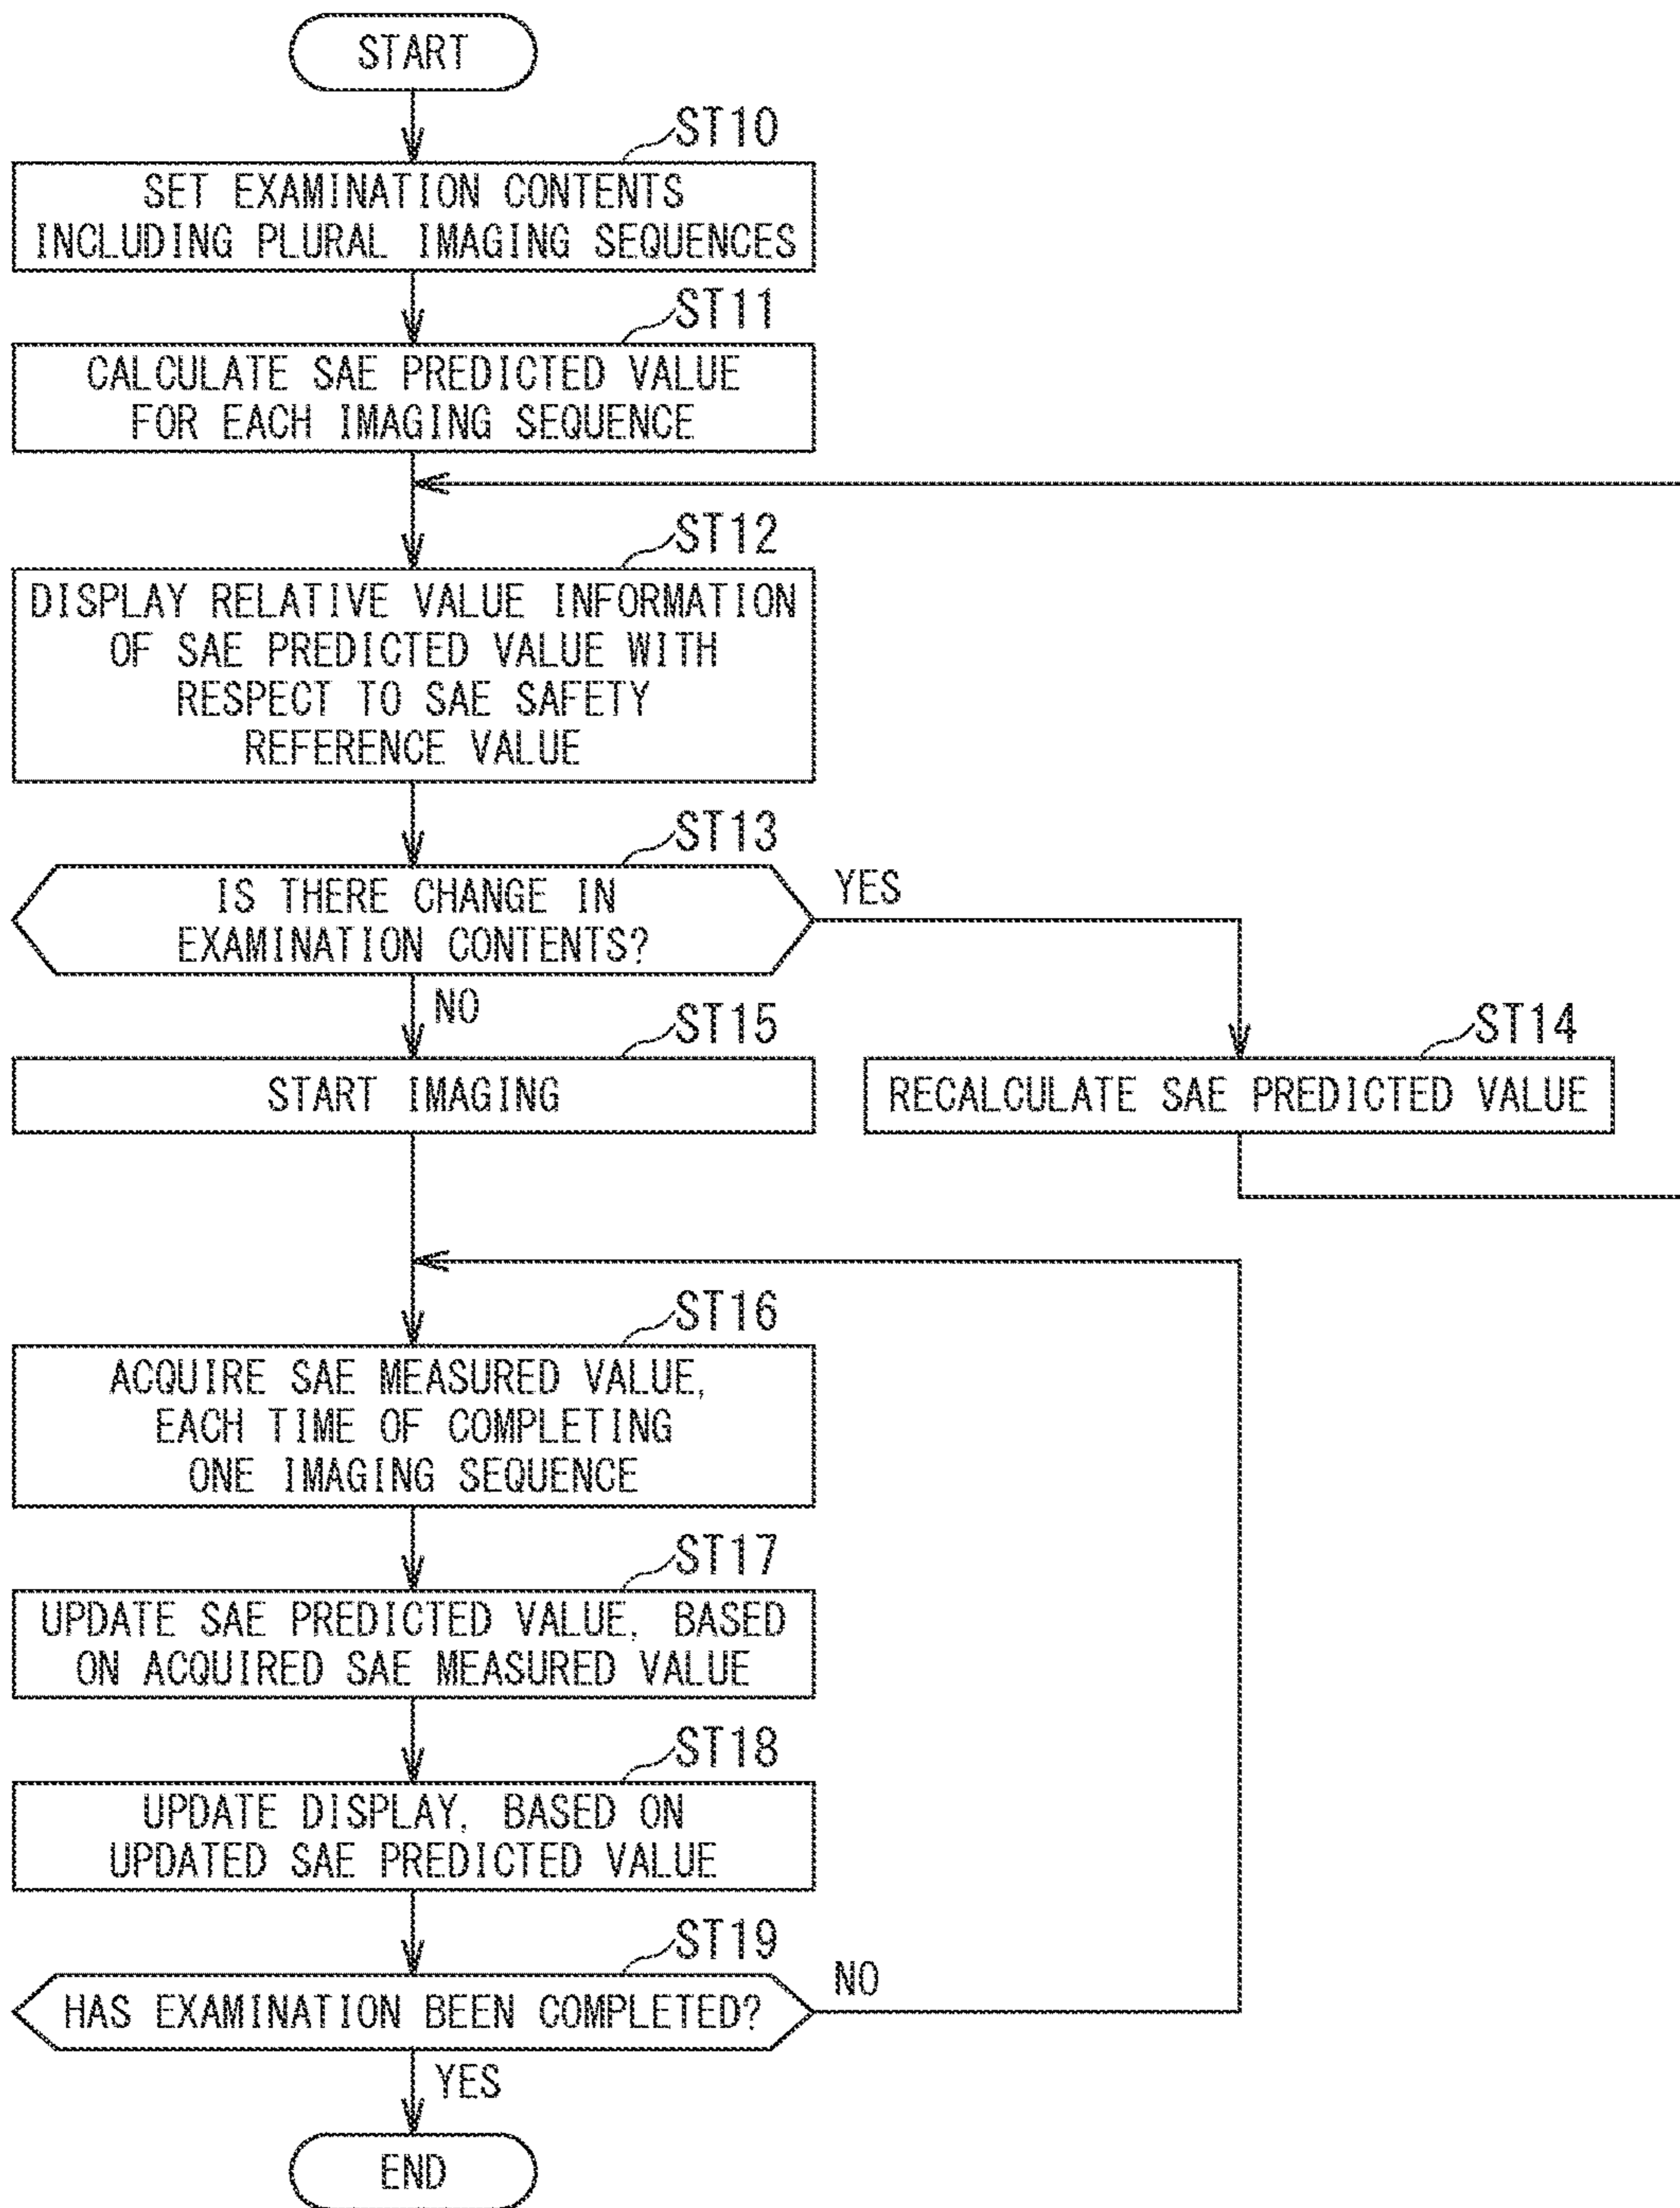 START
ST10
SET EXAMINATION CONTENTS
INCLUDING PLURAL IMAGING SEQUENCES
ST11
CALCULATE SAE PREDICTED VALUE
FOR EACH IMAGING SEQUENCE
ST12
DISPLAY RELATIVE VALUE INFORMATION
OF SAE PREDICTED VALUE WITH
RESPECT TO SAE SAFETY
REFERENCE VALUE
ST13
IS THERE CHANGE IN
EXAMINATION CONTENTS?
YES
NO
ST15
START IMAGING
ST14
RECALCULATE SAE PREDICTED VALUE
ST16
ACQUIRE SAE MEASURED VALUE,
EACH TIME OF COMPLETING
ONE IMAGING SEQUENCE
ST17
UPDATE SAE PREDICTED VALUE, BASED
ON ACQUIRED SAE MEASURED VALUE
ST18
UPDATE DISPLAY, BASED ON
UPDATED SAE PREDICTED VALUE
ST19
HAS EXAMINATION BEEN COMPLETED?
NO
YES
END